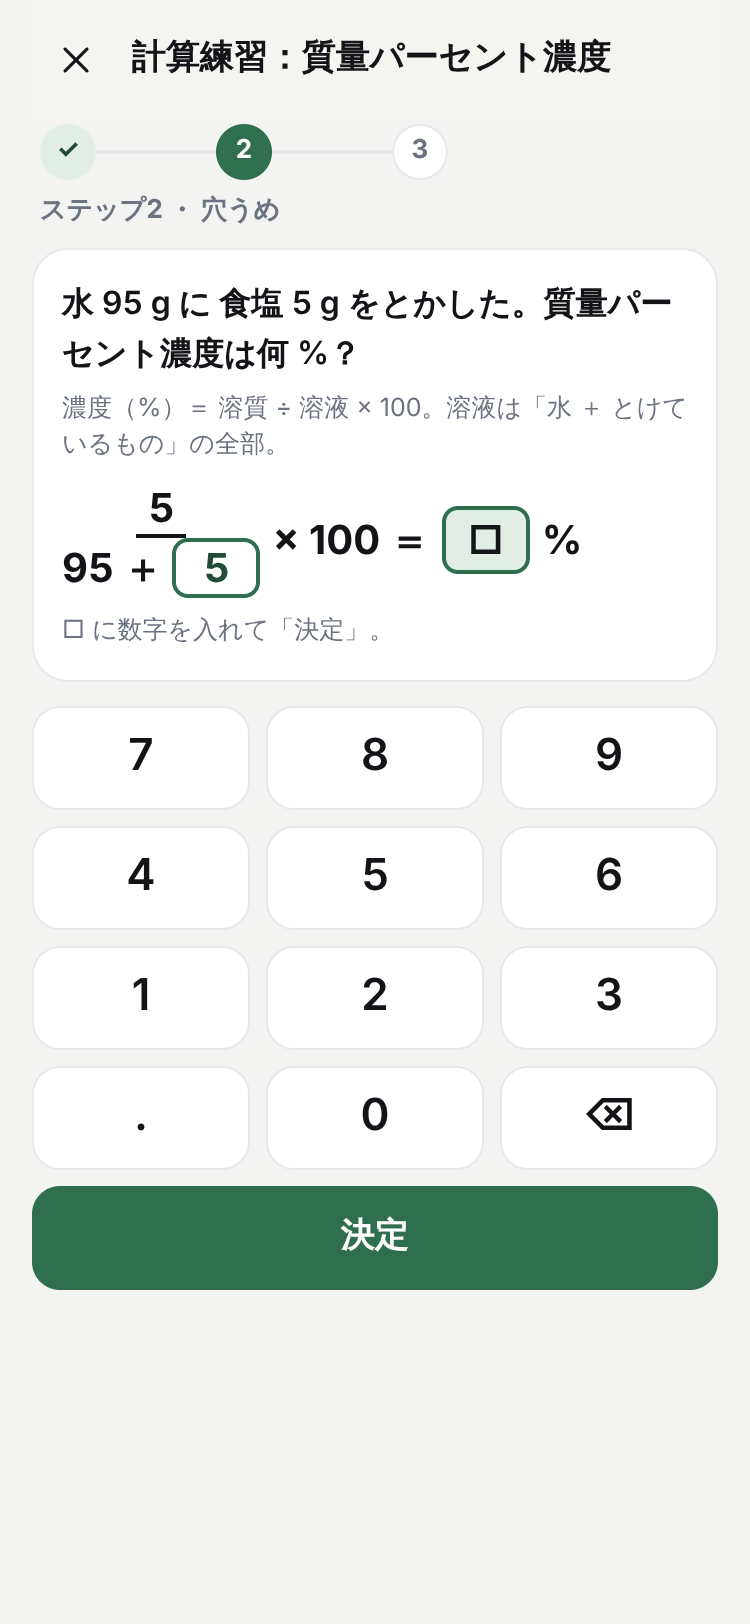 計算練習：質量パーセント濃度
2
3
ステップ2 ・ 穴うめ
水 95 g に 食塩 5 g をとかした。質量パー
セント濃度は何 %？
濃度（%）＝ 溶質 ÷ 溶液 × 100。溶液は「水 ＋ とけて
いるもの」の全部。
5
95 ＋ 5
× 100 ＝ □ %
□ に数字を入れて「決定」。
7 8 9
4 5 6
1 2 3
. 0
決定